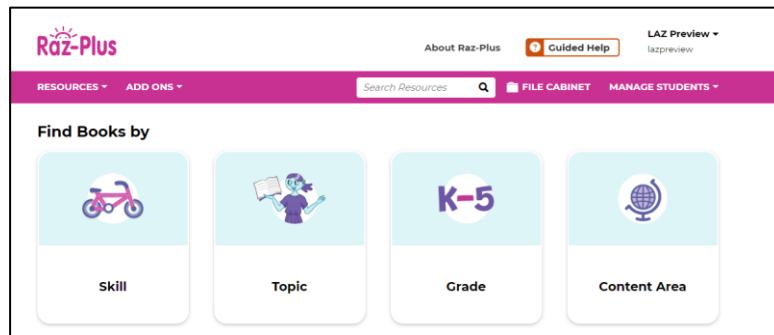 Raz-Plus
About Raz-Plus
? Guided Help
LAZ Preview
lazpreview
RESOURCES
ADD ONS
Search Resources
FILE CABINET
MANAGE STUDENTS
Find Books by
K-5
Skill
Topic
Grade
Content Area